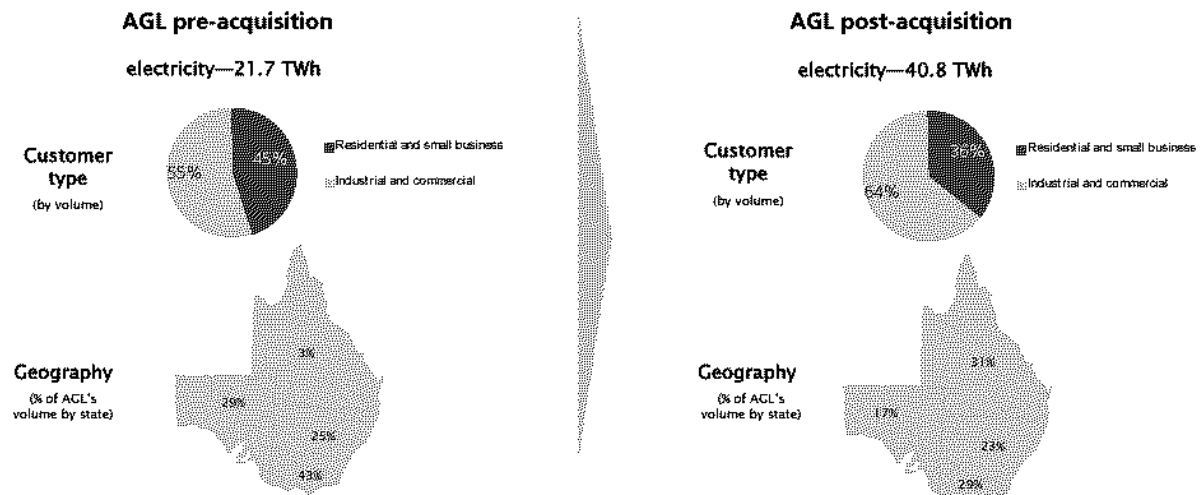 AGL pre-acquisition
electricity—21.7 TWh
Customer
type
(by volume)
55%
45%
Residential and small business
Industrial and commercial
Geography
(% of AGL's
volume by state)
3%
29%
25%
43%
AGL post-acquisition
electricity—40.8 TWh
Customer
type
(by volume)
64%
36%
Residential and small business
Industrial and commercial
Geography
(% of AGL's
volume by state)
31%
17%
23%
29%